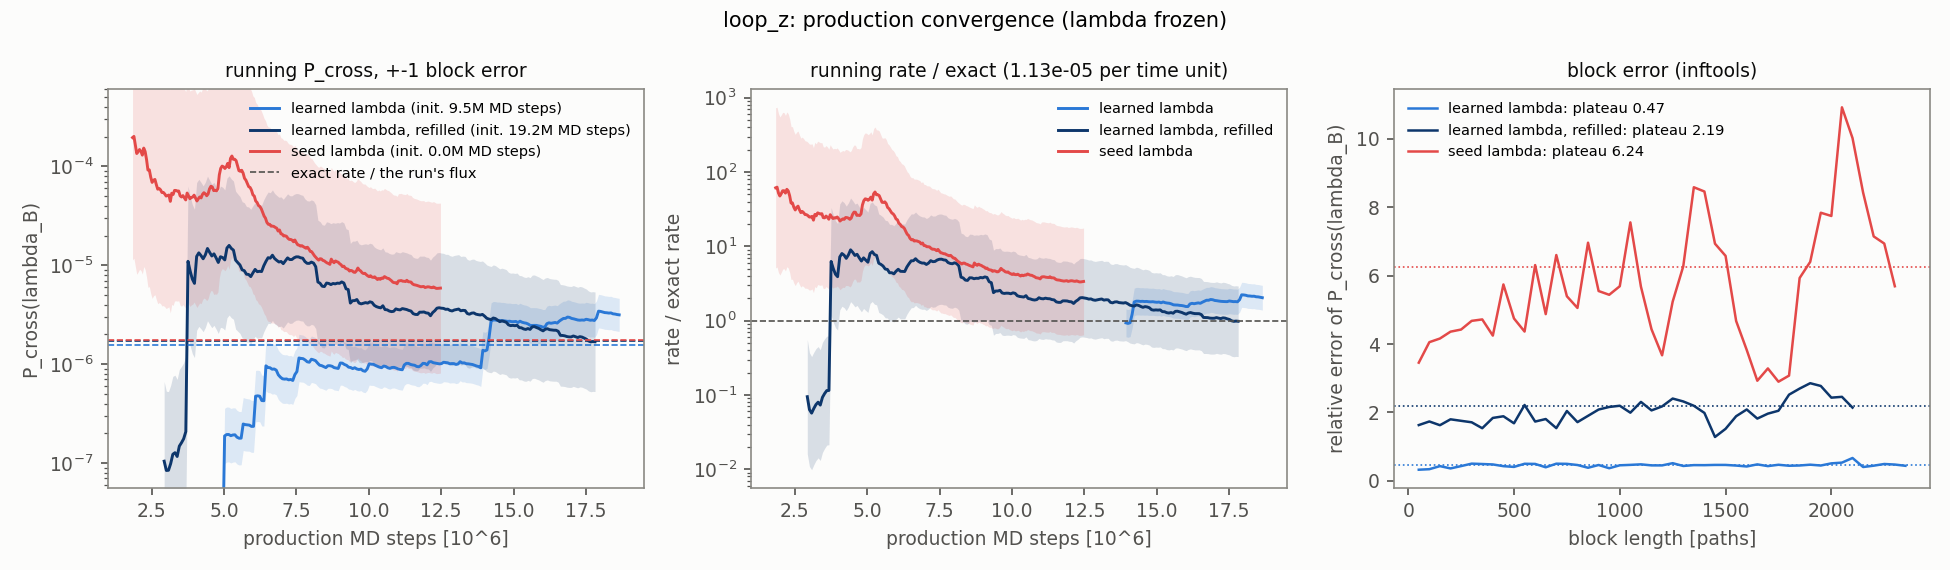 loop_z: production convergence (lambda frozen)
running P_cross, +-1 block error
learned lambda (init. 9.5M MD steps)
learned lambda, refilled (init. 19.2M MD steps)
seed lambda (init. 0.0M MD steps)
exact rate / the run's flux
P_cross(lambda_B)
10^-4
10^-5
10^-6
10^-7
2.5 5.0 7.5 10.0 12.5 15.0 17.5
production MD steps [10^6]
running rate / exact (1.13e-05 per time unit)
learned lambda
learned lambda, refilled
seed lambda
rate / exact rate
10^3
10^2
10^1
10^0
10^-1
10^-2
2.5 5.0 7.5 10.0 12.5 15.0 17.5
production MD steps [10^6]
block error (inftools)
learned lambda: plateau 0.47
learned lambda, refilled: plateau 2.19
seed lambda: plateau 6.24
relative error of P_cross(lambda_B)
10
8
6
4
2
0
0 500 1000 1500 2000
block length [paths]